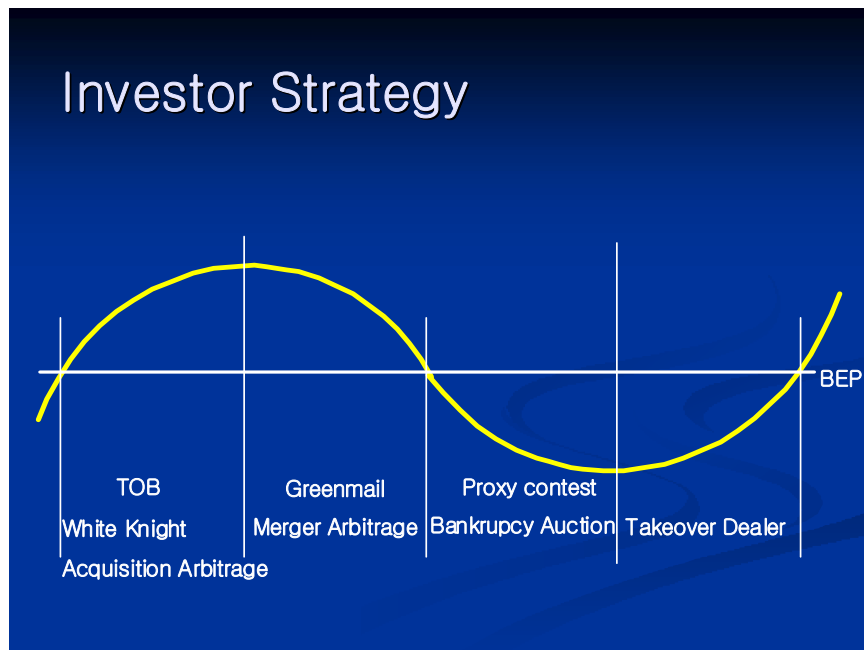 Investor Strategy
BEP
TOB
White Knight
Acquisition Arbitrage
Greenmail
Merger Arbitrage
Proxy contest
Bankrupcy Auction
Takeover Dealer